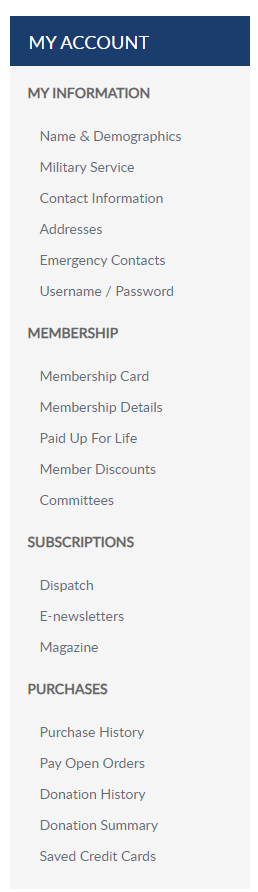 MY ACCOUNT
MY INFORMATION
Name & Demographics
Military Service
Contact Information
Addresses
Emergency Contacts
Username / Password
MEMBERSHIP
Membership Card
Membership Details
Paid Up For Life
Member Discounts
Committees
SUBSCRIPTIONS
Dispatch
E-newsletters
Magazine
PURCHASES
Purchase History
Pay Open Orders
Donation History
Donation Summary
Saved Credit Cards